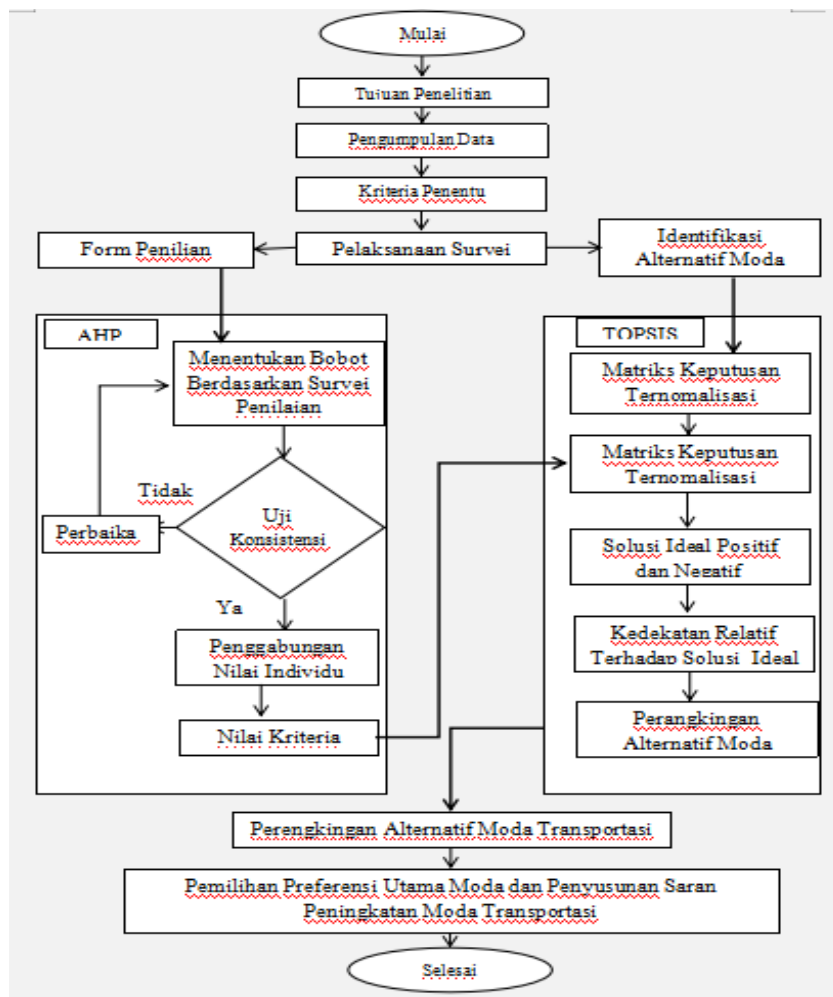 Mulai
Tujuan Penelitian
Pengumpulan Data
Kriteria Penentu
Form Penilian
Pelaksanaan Survei
Identifikasi
Alternatif Moda
AHP
Menentukan Bobot
Berdasarkan Survei
Penilaian
Tidak
Perbaika
Uji
Konsistensi
Ya
Penggabungan
Nilai Individu
Nilai Kriteria
TOPSIS
Matriks Keputusan
Ternomalisasi
Matriks Keputusan
Ternomalisasi
Solusi Ideal Positif
dan Negatif
Kedekatan Relatif
Terhadap Solusi Ideal
Perangkingan
Alternatif Moda
Perengkingan Alternatif Moda Transportasi
Pemilihan Preferensi Utama Moda dan Penyusunan Saran
Peningkatan Moda Transportasi
Selesai